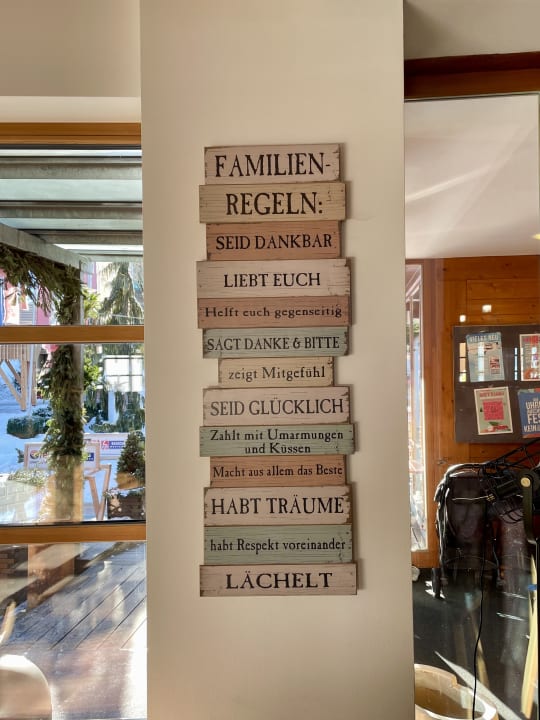 FAMILIEN-
REGELN:
SEID DANKBAR
LIEBT EUCH
Helft euch gegenseitig
SAGT DANKE & BITTE
zeigt Mitgefühl
SEID GLÜCKLICH
Zahlt mit Umarmungen
und Küssen
Macht aus allem das Beste
HABT TRÄUME
habt Respekt voreinander
LÄCHELT